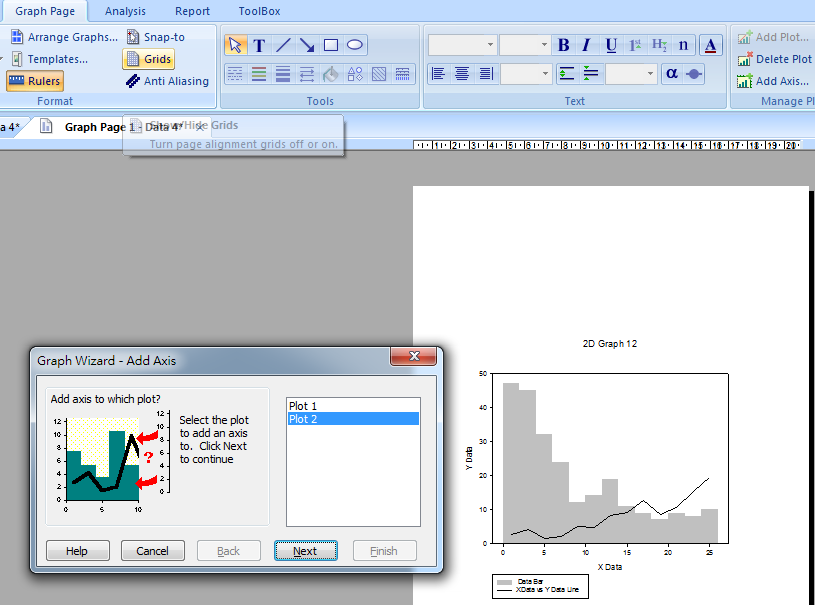 Graph Page Analysis Report ToolBox
Arrange Graphs... Snap-to
Templates... Grids
Rulers Anti Aliasing
Format
T
B I U 1st H2 n A
α
Tools
Text
Add Plot...
Delete Plot
Add Axis...
Manage Pl
a 4* Graph Page 1 - Data 4* ×
Show/Hide Grids
Turn page alignment grids off or on.
1 2 3 4 5 6 7 8 9 10 11 12 13 14 15 16 17 18 19 20
Graph Wizard - Add Axis
Add axis to which plot?
12
10
8
6
4
2
0
0 5 10
?
12
10
8
6
4
2
0
Select the plot
to add an axis
to. Click Next
to continue
Plot 1
Plot 2
Help Cancel Back Next Finish
2D Graph 12
50
40
30
20
10
0
Y Data
0 5 10 15 20 25
X Data
Data Bar
XData vs Y Data Line